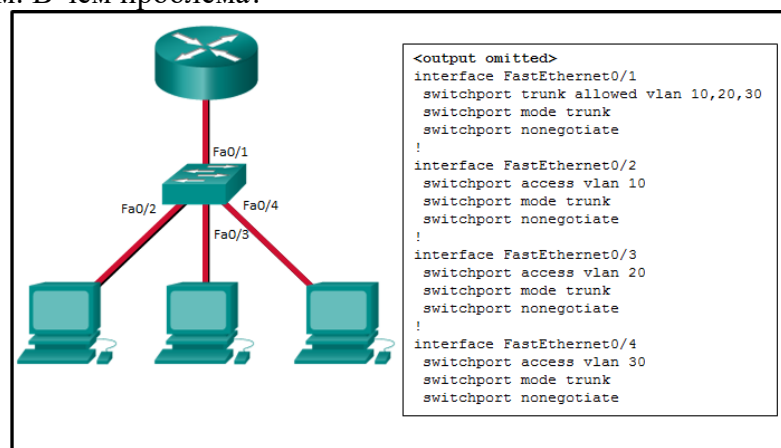 В чем проблема?
Fa0/1
Fa0/2
Fa0/4
Fa0/3
<output omitted>
interface FastEthernet0/1
switchport trunk allowed vlan 10,20,30
switchport mode trunk
switchport nonegotiate
!
interface FastEthernet0/2
switchport access vlan 10
switchport mode trunk
switchport nonegotiate
!
interface FastEthernet0/3
switchport access vlan 20
switchport mode trunk
switchport nonegotiate
!
interface FastEthernet0/4
switchport access vlan 30
switchport mode trunk
switchport nonegotiate